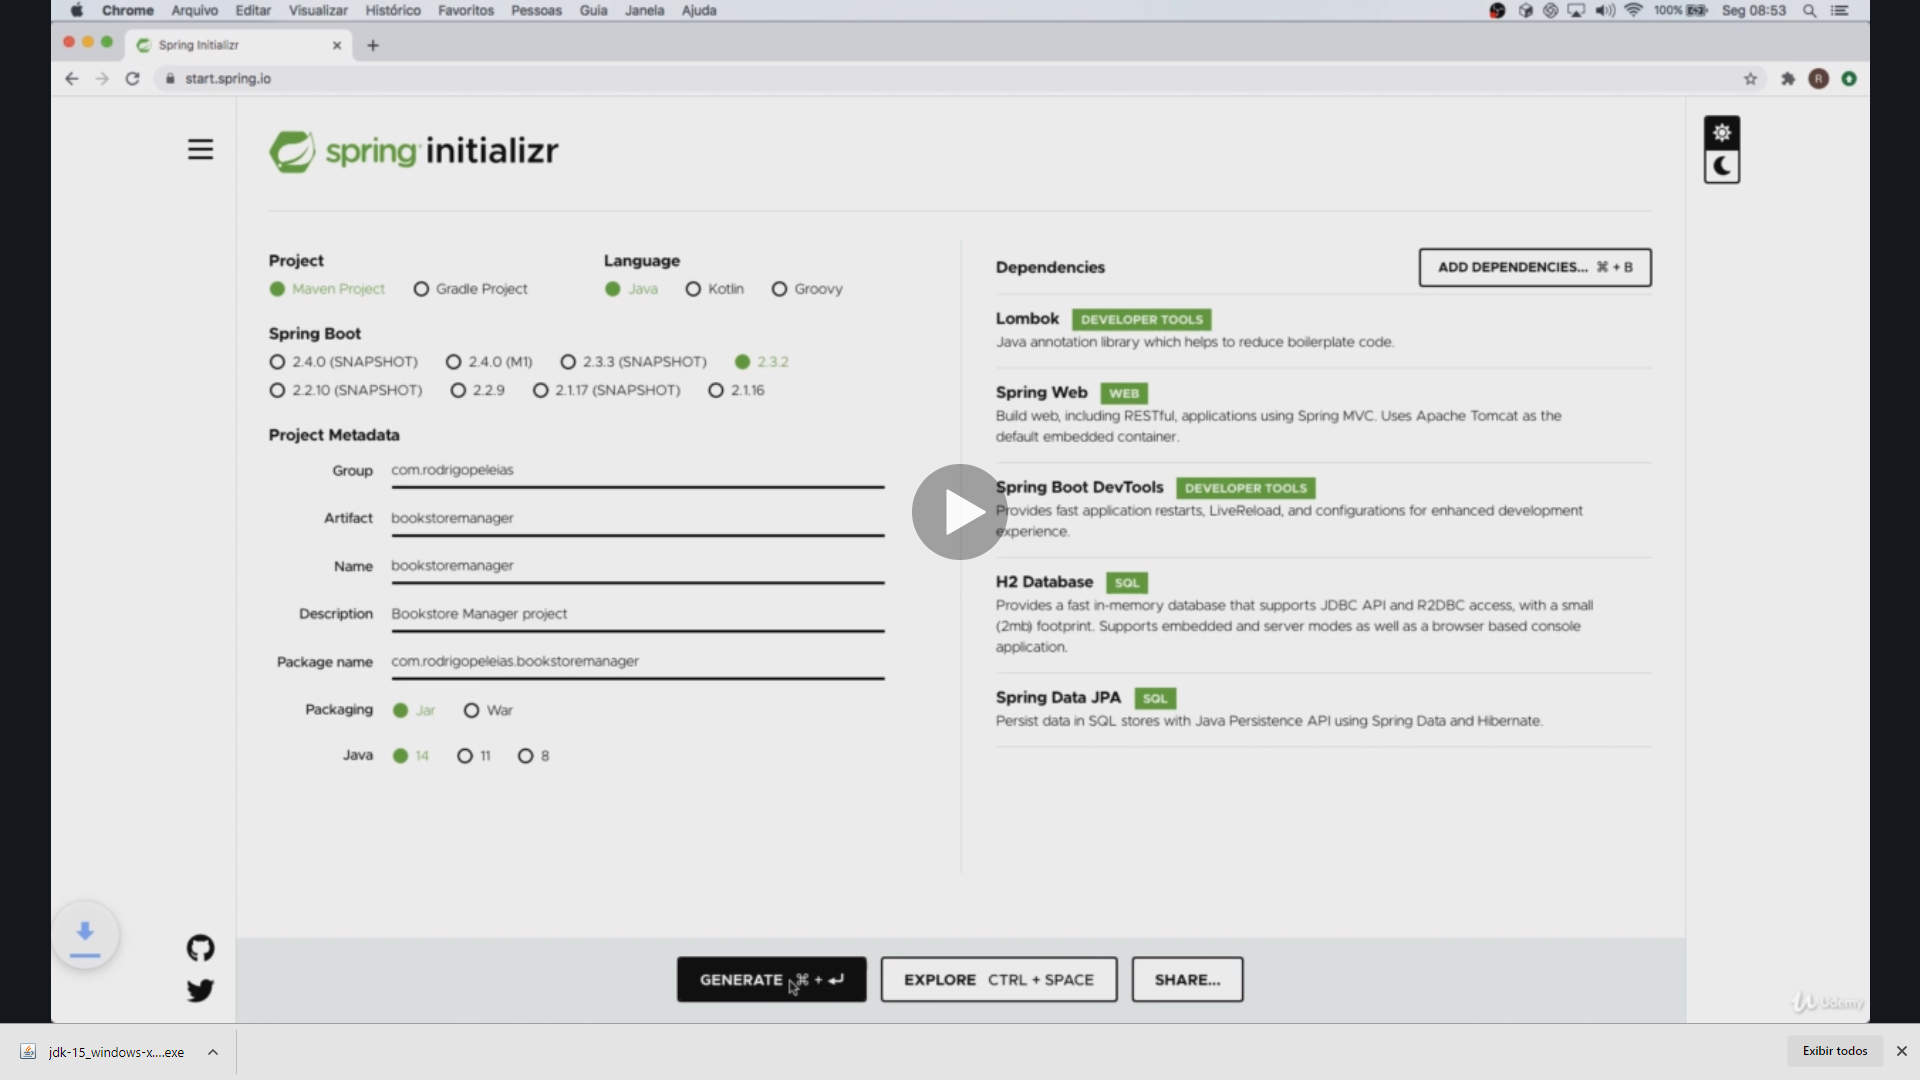 Chrome Arquivo Editar Visualizar Histórico Favoritos Pessoas Guia Janela Ajuda 100% Seg 08:53
Spring Initializr
start.spring.io
R
spring initializr
Project
Maven Project Gradle Project
Language
Java Kotlin Groovy
Spring Boot
2.4.0 (SNAPSHOT) 2.4.0 (M1) 2.3.3 (SNAPSHOT) 2.3.2
2.2.10 (SNAPSHOT) 2.2.9 2.1.17 (SNAPSHOT) 2.1.16
Project Metadata
Group com.rodrigopeleias
Artifact bookstoremanager
Name bookstoremanager
Description Bookstore Manager project
Package name com.rodrigopeleias.bookstoremanager
Packaging Jar War
Java 14 11 8
Dependencies
ADD DEPENDENCIES... ⌘ + B
Lombok DEVELOPER TOOLS
Java annotation library which helps to reduce boilerplate code.
Spring Web WEB
Build web, including RESTful, applications using Spring MVC. Uses Apache Tomcat as the
default embedded container.
Spring Boot DevTools DEVELOPER TOOLS
Provides fast application restarts, LiveReload, and configurations for enhanced development
experience.
H2 Database SQL
Provides a fast in-memory database that supports JDBC API and R2DBC access, with a small
(2mb) footprint. Supports embedded and server modes as well as a browser based console
application.
Spring Data JPA SQL
Persist data in SQL stores with Java Persistence API using Spring Data and Hibernate.
GENERATE ⌘ + ↵
EXPLORE CTRL + SPACE
SHARE...
Udemy
jdk-15_windows-x....exe
Exibir todos